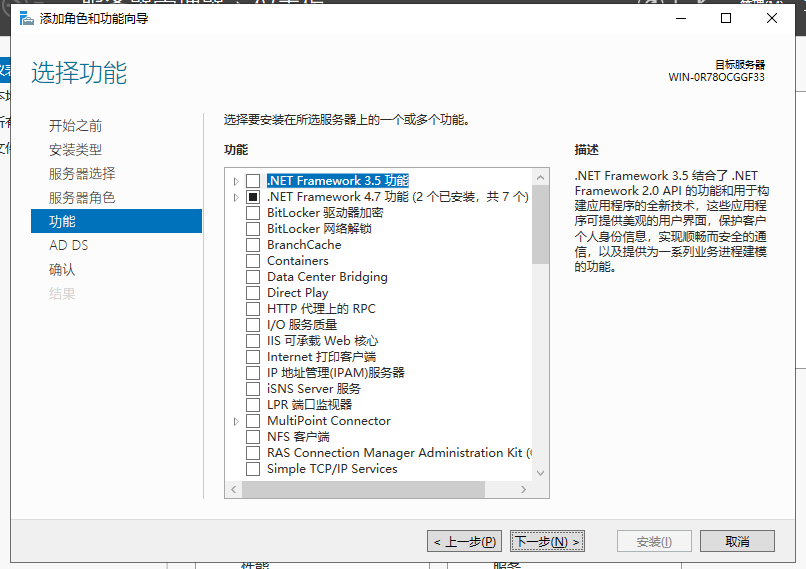 添加角色和功能向导
选择功能
目标服务器
WIN-0R78OCGGF33
开始之前
安装类型
服务器选择
服务器角色
功能
AD DS
确认
结果
选择要安装在所选服务器上的一个或多个功能。
功能
.NET Framework 3.5 功能
.NET Framework 4.7 功能 (2 个已安装，共 7 个)
BitLocker 驱动器加密
BitLocker 网络解锁
BranchCache
Containers
Data Center Bridging
Direct Play
HTTP 代理上的 RPC
I/O 服务质量
IIS 可承载 Web 核心
Internet 打印客户端
IP 地址管理(IPAM)服务器
iSNS Server 服务
LPR 端口监视器
MultiPoint Connector
NFS 客户端
RAS Connection Manager Administration Kit (
Simple TCP/IP Services
描述
.NET Framework 3.5 结合了 .NET
Framework 2.0 API 的功能和用于构
建应用程序的全新技术，这些应用程
序可提供美观的用户界面，保护客户
个人身份信息，实现顺畅而安全的通
信，以及提供为一系列业务进程建模
的功能。
< 上一步(P)
下一步(N) >
安装(I)
取消
性能
服务